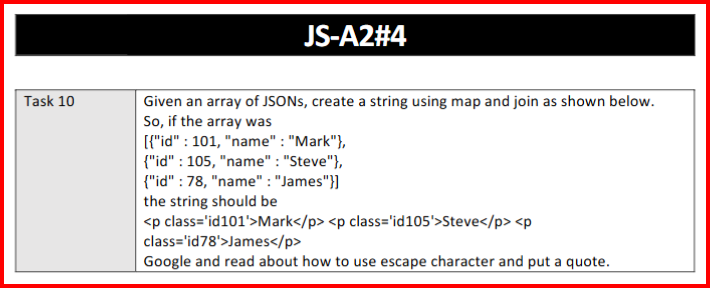 JS-A2#4
Task 10
Given an array of JSONs, create a string using map and join as shown below.
So, if the array was
[{"id" : 101, "name" : "Mark"},
{"id" : 105, "name" : "Steve"},
{"id" : 78, "name" : "James"}]
the string should be
<p class='id101'>Mark</p> <p class='id105'>Steve</p> <p
class='id78'>James</p>
Google and read about how to use escape character and put a quote.